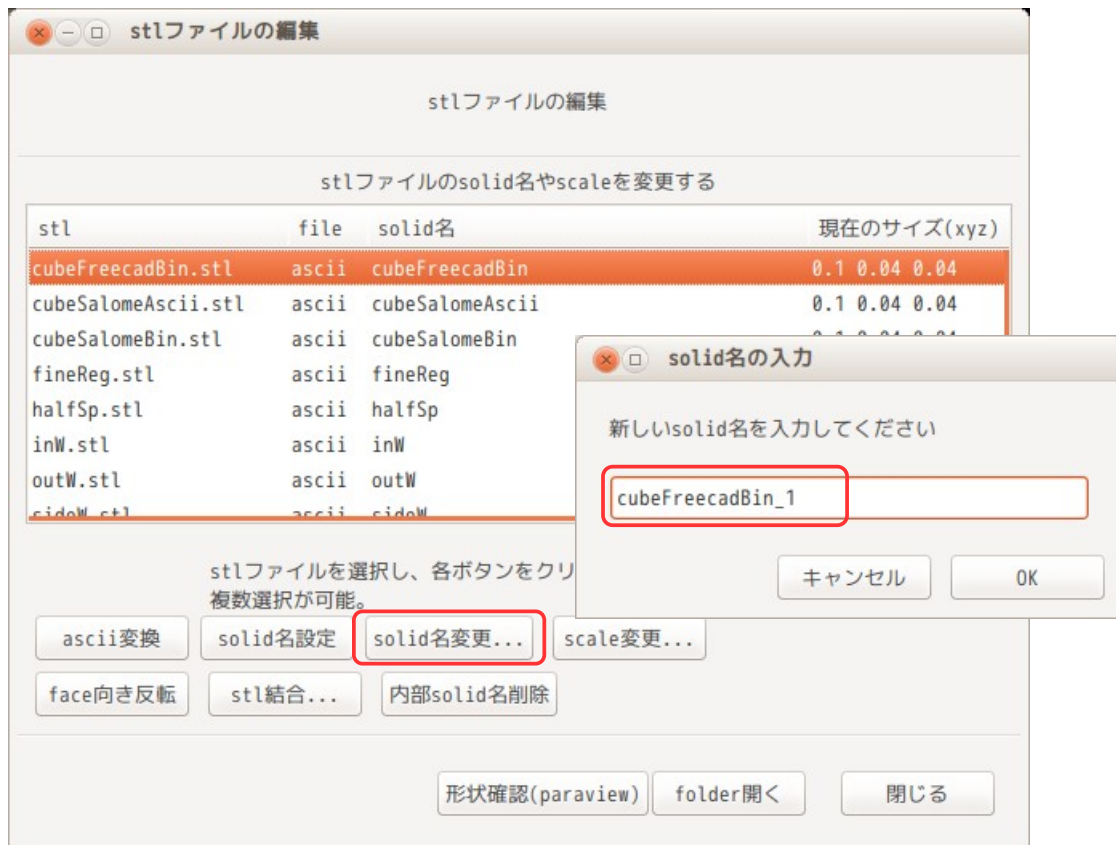 stlファイルの編集
stlファイルの編集
stlファイルのsolid名やscaleを変更する
stl file solid名 現在のサイズ(xyz)
cubeFreecadBin.stl ascii cubeFreecadBin 0.1 0.04 0.04
cubeSalomeAscii.stl ascii cubeSalomeAscii 0.1 0.04 0.04
cubeSalomeBin.stl ascii cubeSalomeBin 0.1 0.04 0.04
fineReg.stl ascii fineReg
halfSp.stl ascii halfSp
inW.stl ascii inW
outW.stl ascii outW
sideW.stl ascii sideW
solid名の入力
新しいsolid名を入力してください
cubeFreecadBin_1
キャンセル OK
stlファイルを選択し、各ボタンをクリ
複数選択が可能。
ascii変換 solid名設定 solid名変更... scale変更...
face向き反転 stl結合... 内部solid名削除
形状確認(paraview) folder開く 閉じる